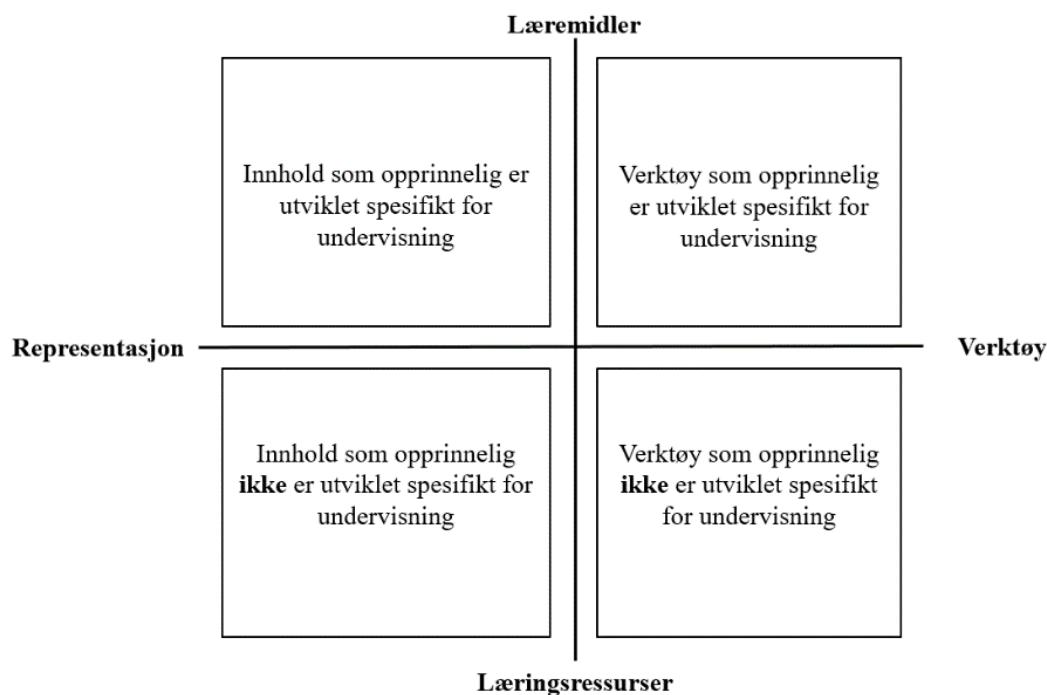 Læremidler
Innhold som opprinnelig er
utviklet spesifikt for
undervisning
Verktøy som opprinnelig
er utviklet spesifikt for
undervisning
Representasjon
Verktøy
Innhold som opprinnelig
ikke er utviklet spesifikt for
undervisning
Verktøy som opprinnelig
ikke er utviklet spesifikt
for undervisning
Læringsressurser